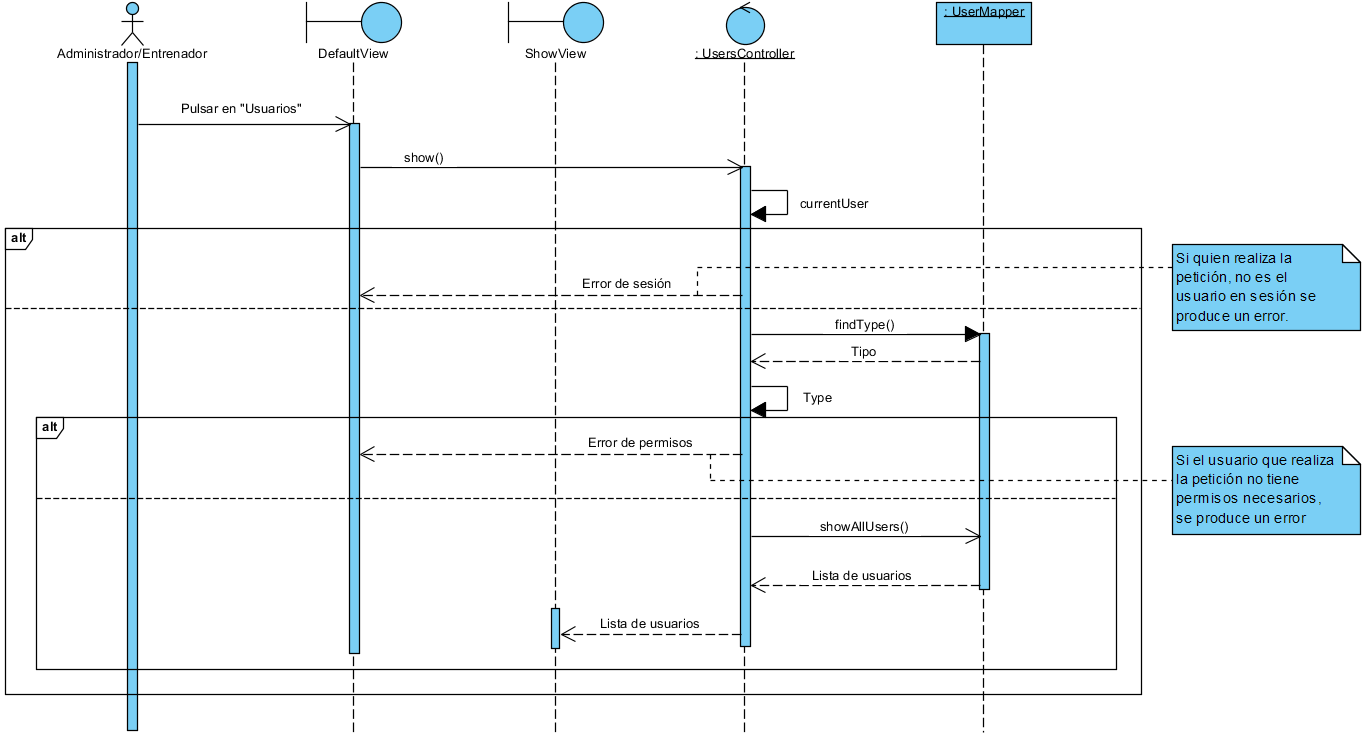 : UserMapper
Administrador/Entrenador
DefaultView
ShowView
: UsersController
Pulsar en "Usuarios"
show()
currentUser
alt
Si quien realiza la
petición, no es el
usuario en sesión se
produce un error.
Error de sesión
findType()
Tipo
Type
alt
Error de permisos
Si el usuario que realiza
la petición no tiene
permisos necesarios,
se produce un error
showAllUsers()
Lista de usuarios
Lista de usuarios